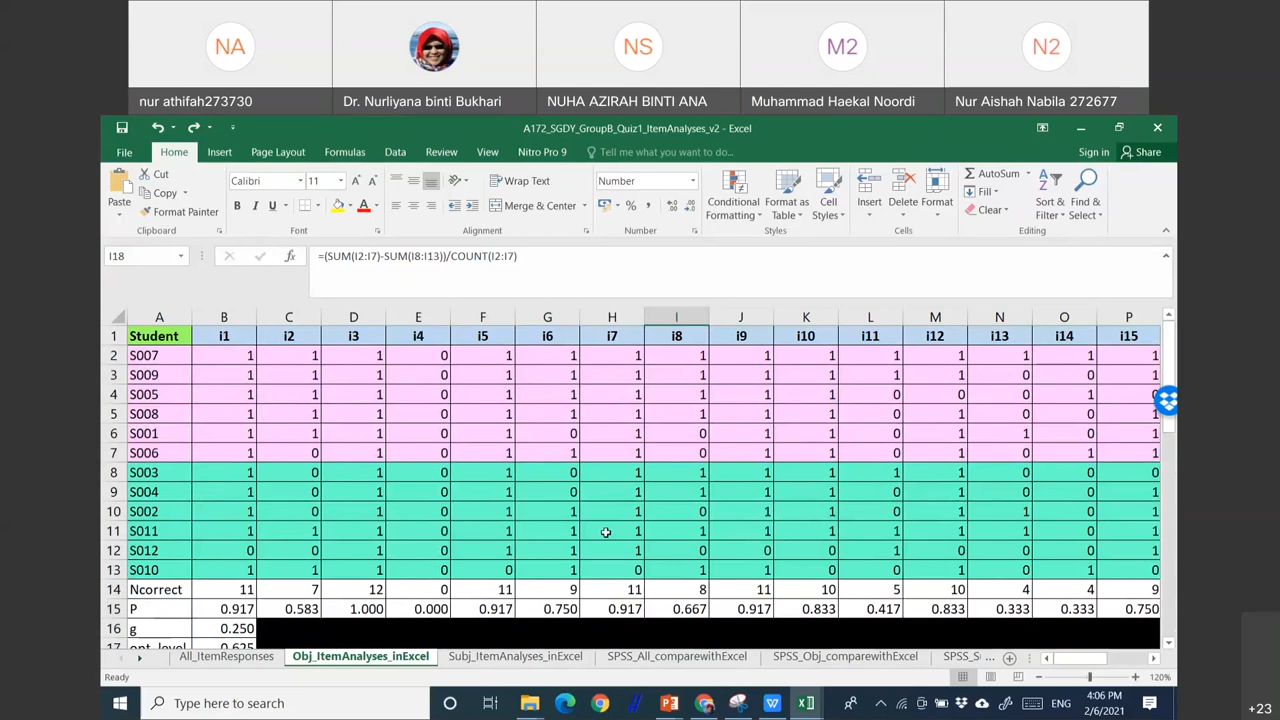 NA
NS
M2
N2
nur athifah273730
Dr. Nurliyana binti Bukhari
NUHA AZIRAH BINTI ANA
Muhammad Haekal Noordi
Nur Aishah Nabila 272677
A172_SGDY_GroupB_Quiz1_ItemAnalyses_v2 - Excel
File Home Insert Page Layout Formulas Data Review View Nitro Pro 9 Tell me what you want to do... Sign in Share
Paste Cut Copy Format Painter
Calibri 11
Wrap Text
Merge & Center
Number
Conditional Formatting Format as Table Cell Styles
Insert Delete Format
AutoSum Fill Clear
Sort & Filter Find & Select
Clipboard Font Alignment Number Styles Cells Editing
I18 fx =(SUM(I2:I7)-SUM(I8:I13))/COUNT(I2:I7)
A B C D E F G H I J K L M N O P
1 Student i1 i2 i3 i4 i5 i6 i7 i8 i9 i10 i11 i12 i13 i14 i15
2 S007 1 1 1 0 1 1 1 1 1 1 1 1 1 1 1
3 S009 1 1 1 0 1 1 1 1 1 1 1 1 0 0 1
4 S005 1 1 1 0 1 1 1 1 1 1 0 0 0 1
5 S008 1 1 1 0 1 1 1 1 1 1 0 1 0 0 1
6 S001 1 1 1 0 1 0 1 0 1 1 0 1 1 0 1
7 S006 1 0 1 0 1 1 1 0 1 1 0 1 1 1 1
8 S003 1 0 1 0 1 1 1 1 1 1 1 1 0 0 0
9 S004 1 0 1 0 1 0 1 1 1 1 0 1 0 0 1
10 S002 1 0 1 0 1 1 1 0 1 1 0 1 1 0 1
11 S011 1 1 1 0 1 1 1 1 1 0 1 1 0 0 1
12 S012 0 0 1 0 1 1 1 0 0 0 1 0 0 0 1
13 S010 1 1 1 0 0 1 0 1 1 1 0 1 0 1 0
14 Ncorrect 11 7 12 0 11 9 11 8 11 10 5 10 4 4 9
15 P 0.917 0.583 1.000 0.000 0.917 0.750 0.917 0.667 0.917 0.833 0.417 0.833 0.333 0.333 0.750
16 g 0.250
17 opt_level 0.625
All_ItemResponses Obj_ItemAnalyses_inExcel Subj_ItemAnalyses_inExcel SPSS_All_comparewithExcel SPSS_Obj_comparewithExcel SPSS_S ...
Ready 120%
Type here to search
ENG
4:06 PM
2/6/2021
+23